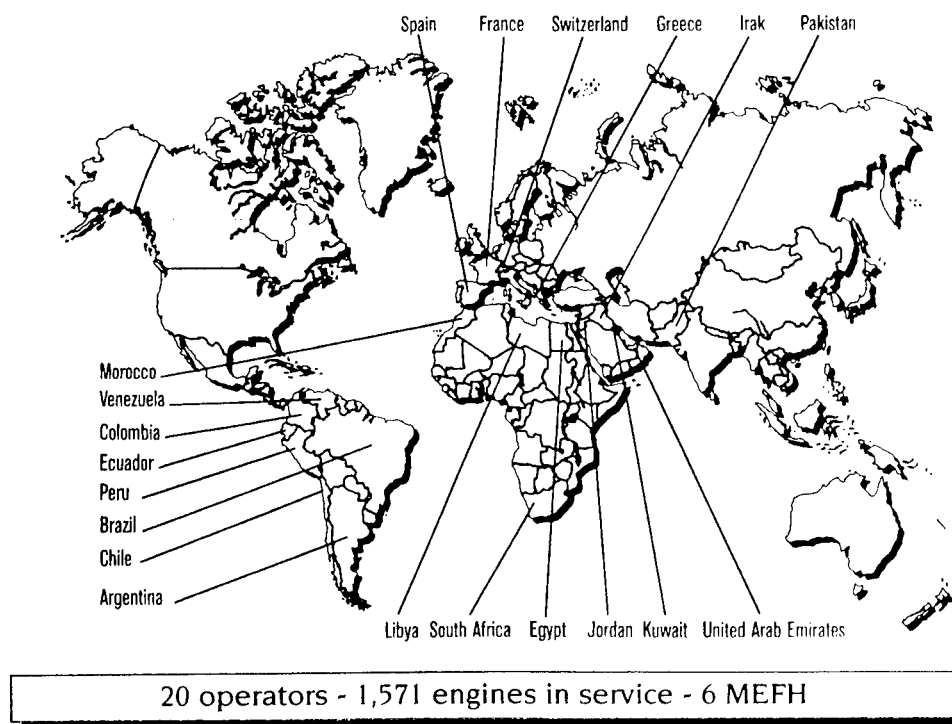 Spain France Switzerland Greece Irak Pakistan
Morocco
Venezuela
Colombia
Ecuador
Peru
Brazil
Chile
Argentina
Libya South Africa Egypt Jordan Kuwait United Arab Emirates
20 operators - 1,571 engines in service - 6 MEFH